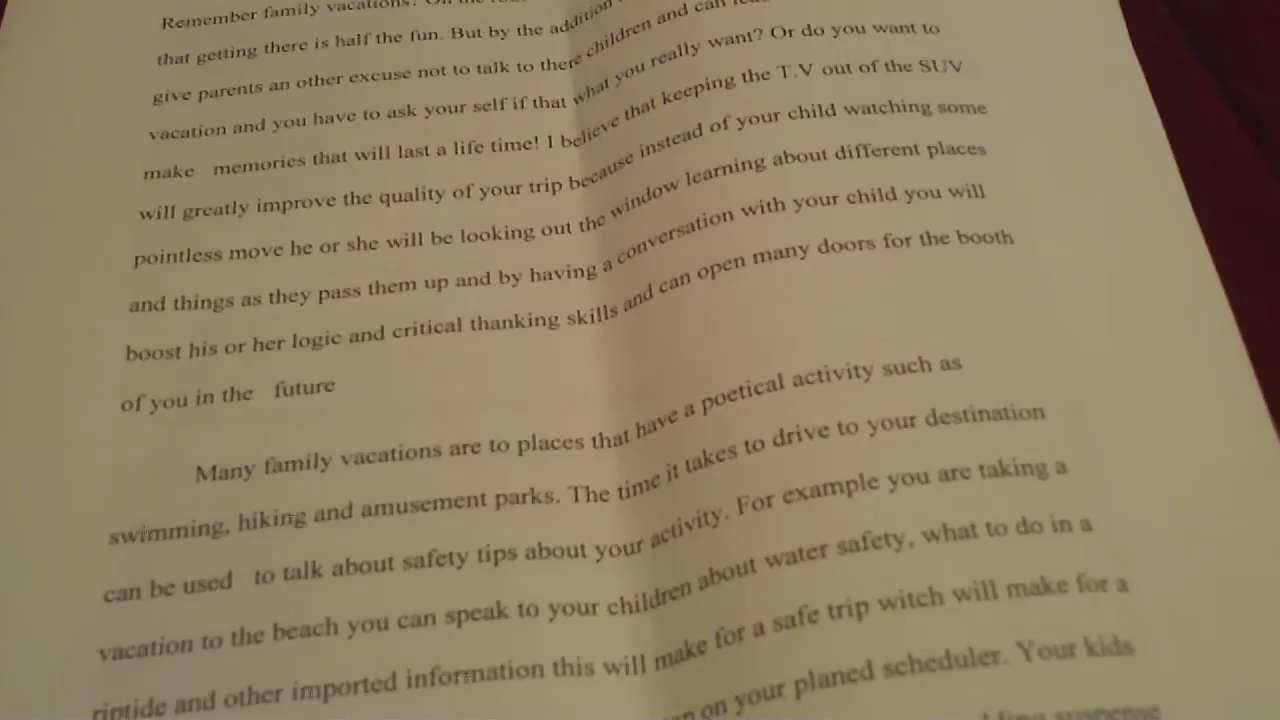 Remember family vacations? On the
that getting there is half the fun. But by the addition
give parents an other excuse not to talk to there children and can
vacation and you have to ask your self if that what you really want? Or do you want to
make memories that will last a life time! I believe that keeping the T.V out of the SUV
will greatly improve the quality of your trip because instead of your child watching some
pointless move he or she will be looking out the window learning about different places
and things as they pass them up and by having a conversation with your child you will
boost his or her logic and critical thanking skills and can open many doors for the booth
of you in the future
Many family vacations are to places that have a poetical activity such as
swimming, hiking and amusement parks. The time it takes to drive to your destination
can be used to talk about safety tips about your activity. For example you are taking a
vacation to the beach you can speak to your children about water safety, what to do in a
riptide and other imported information this will make for a safe trip witch will make for a
on your planed scheduler. Your kids
suspense